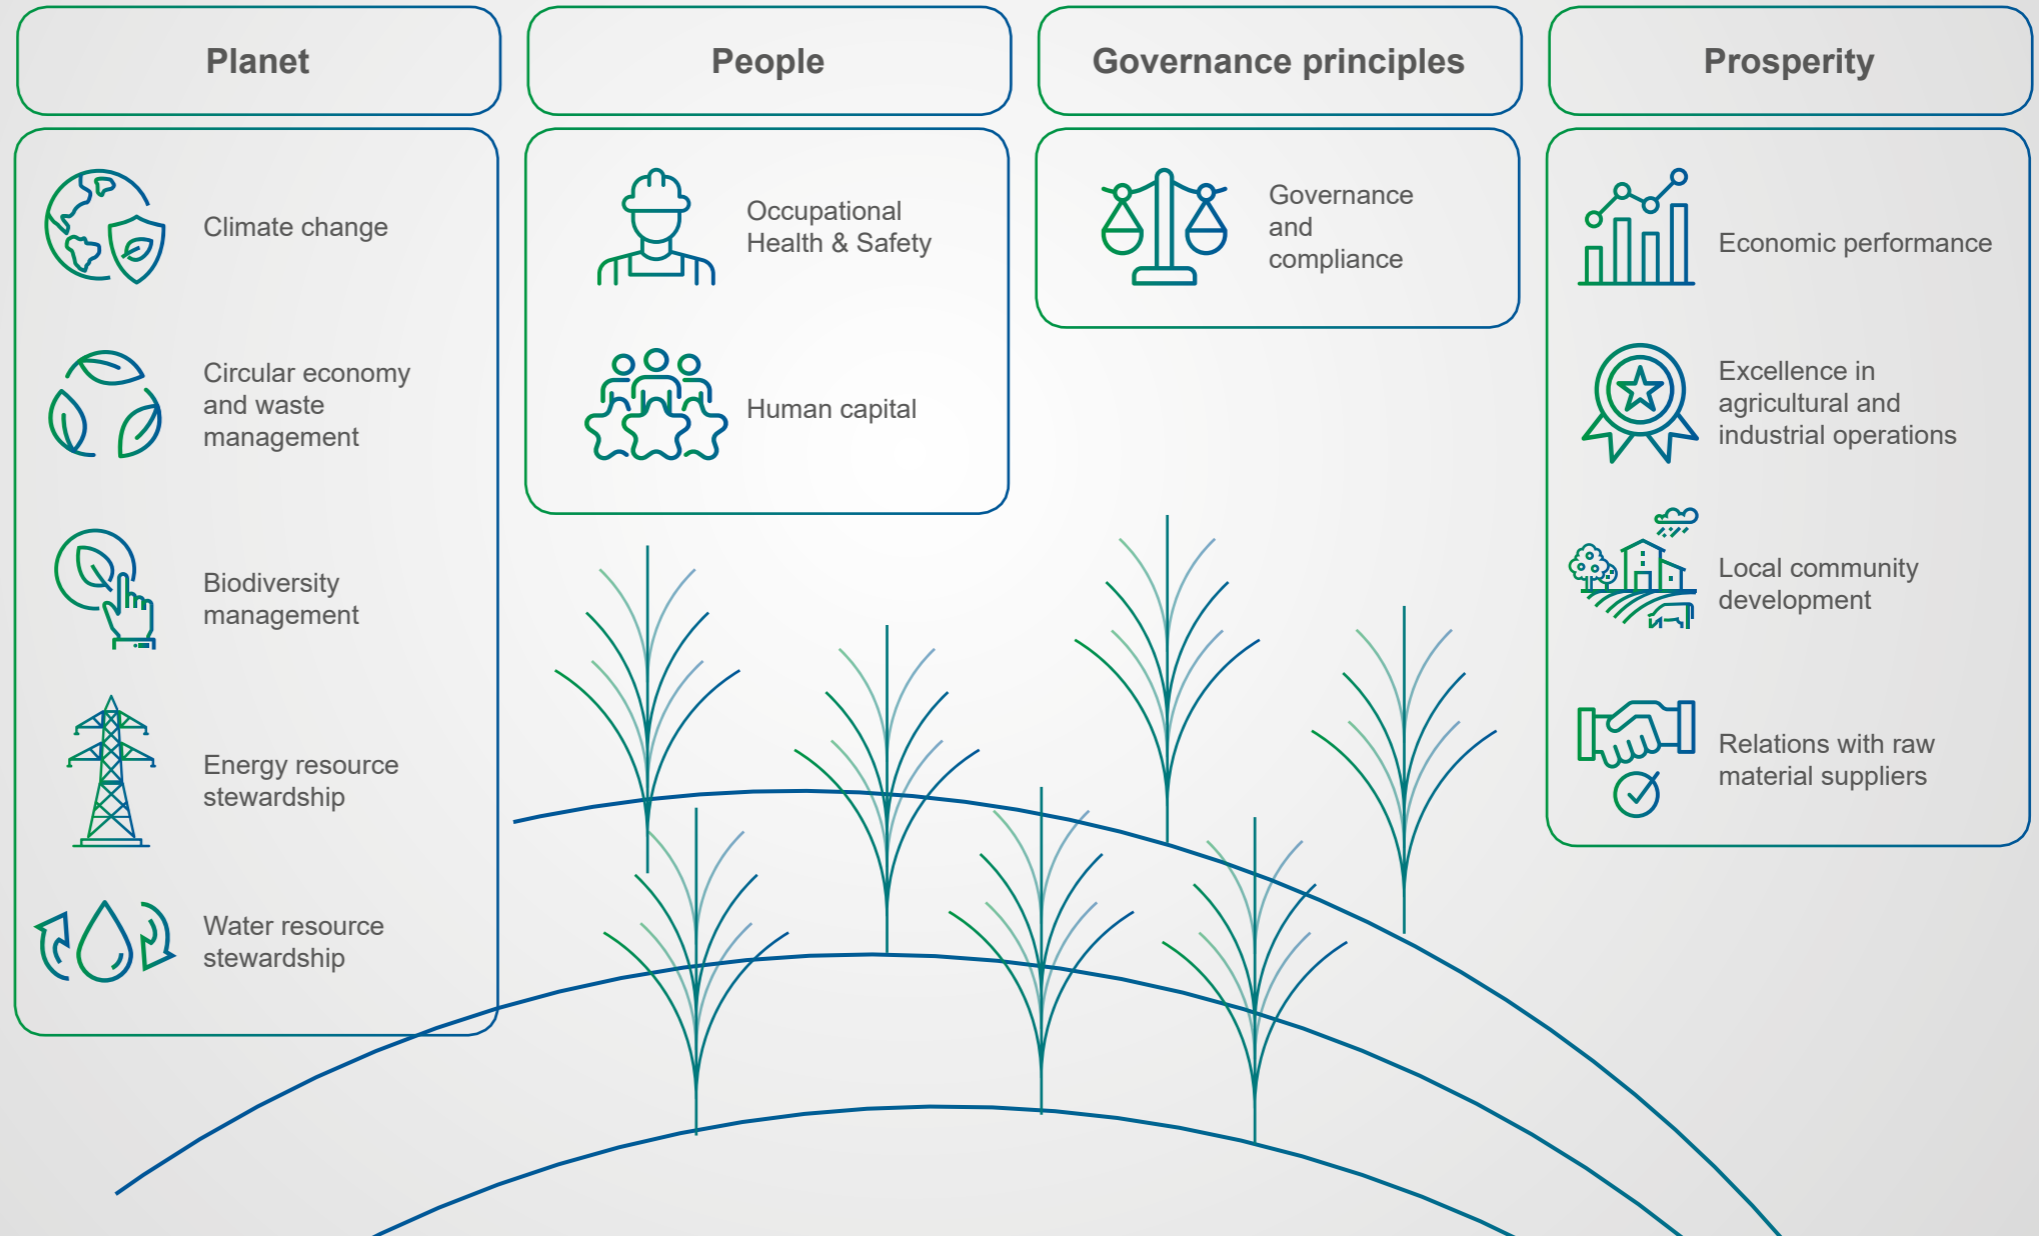 Planet
Climate change
Circular economy
and waste
management
Biodiversity
management
Energy resource
stewardship
Water resource
stewardship
People
Occupational
Health & Safety
Human capital
Governance principles
Governance
and
compliance
Prosperity
Economic performance
Excellence in
agricultural and
industrial operations
Local community
development
Relations with raw
material suppliers